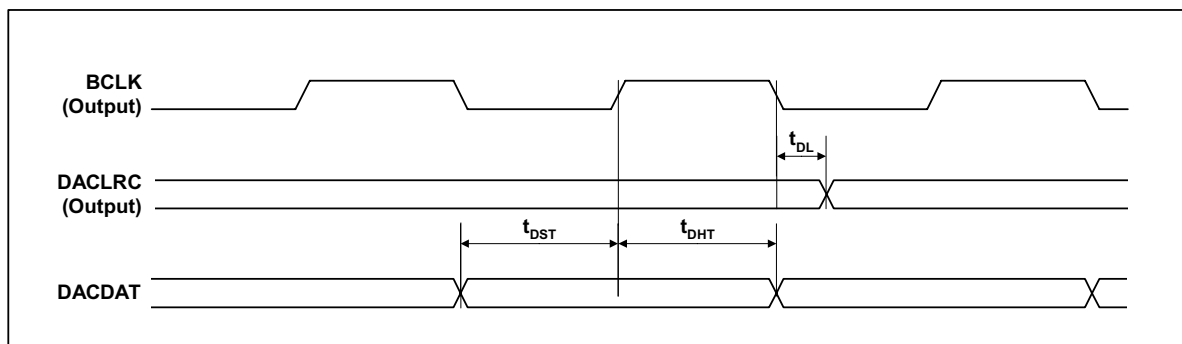 BCLK
(Output)
t_DL
DACLRC
(Output)
t_DST
t_DHT
DACDAT